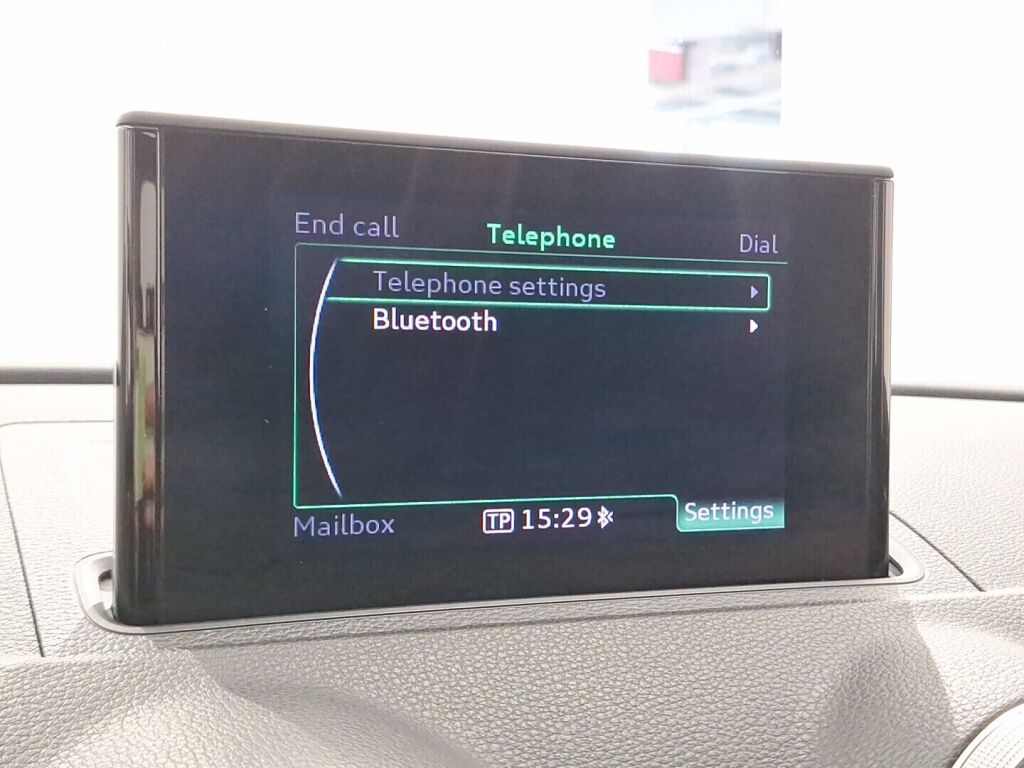 End call
Telephone
Dial
Telephone settings
Bluetooth
Mailbox
TP 15:29
Settings